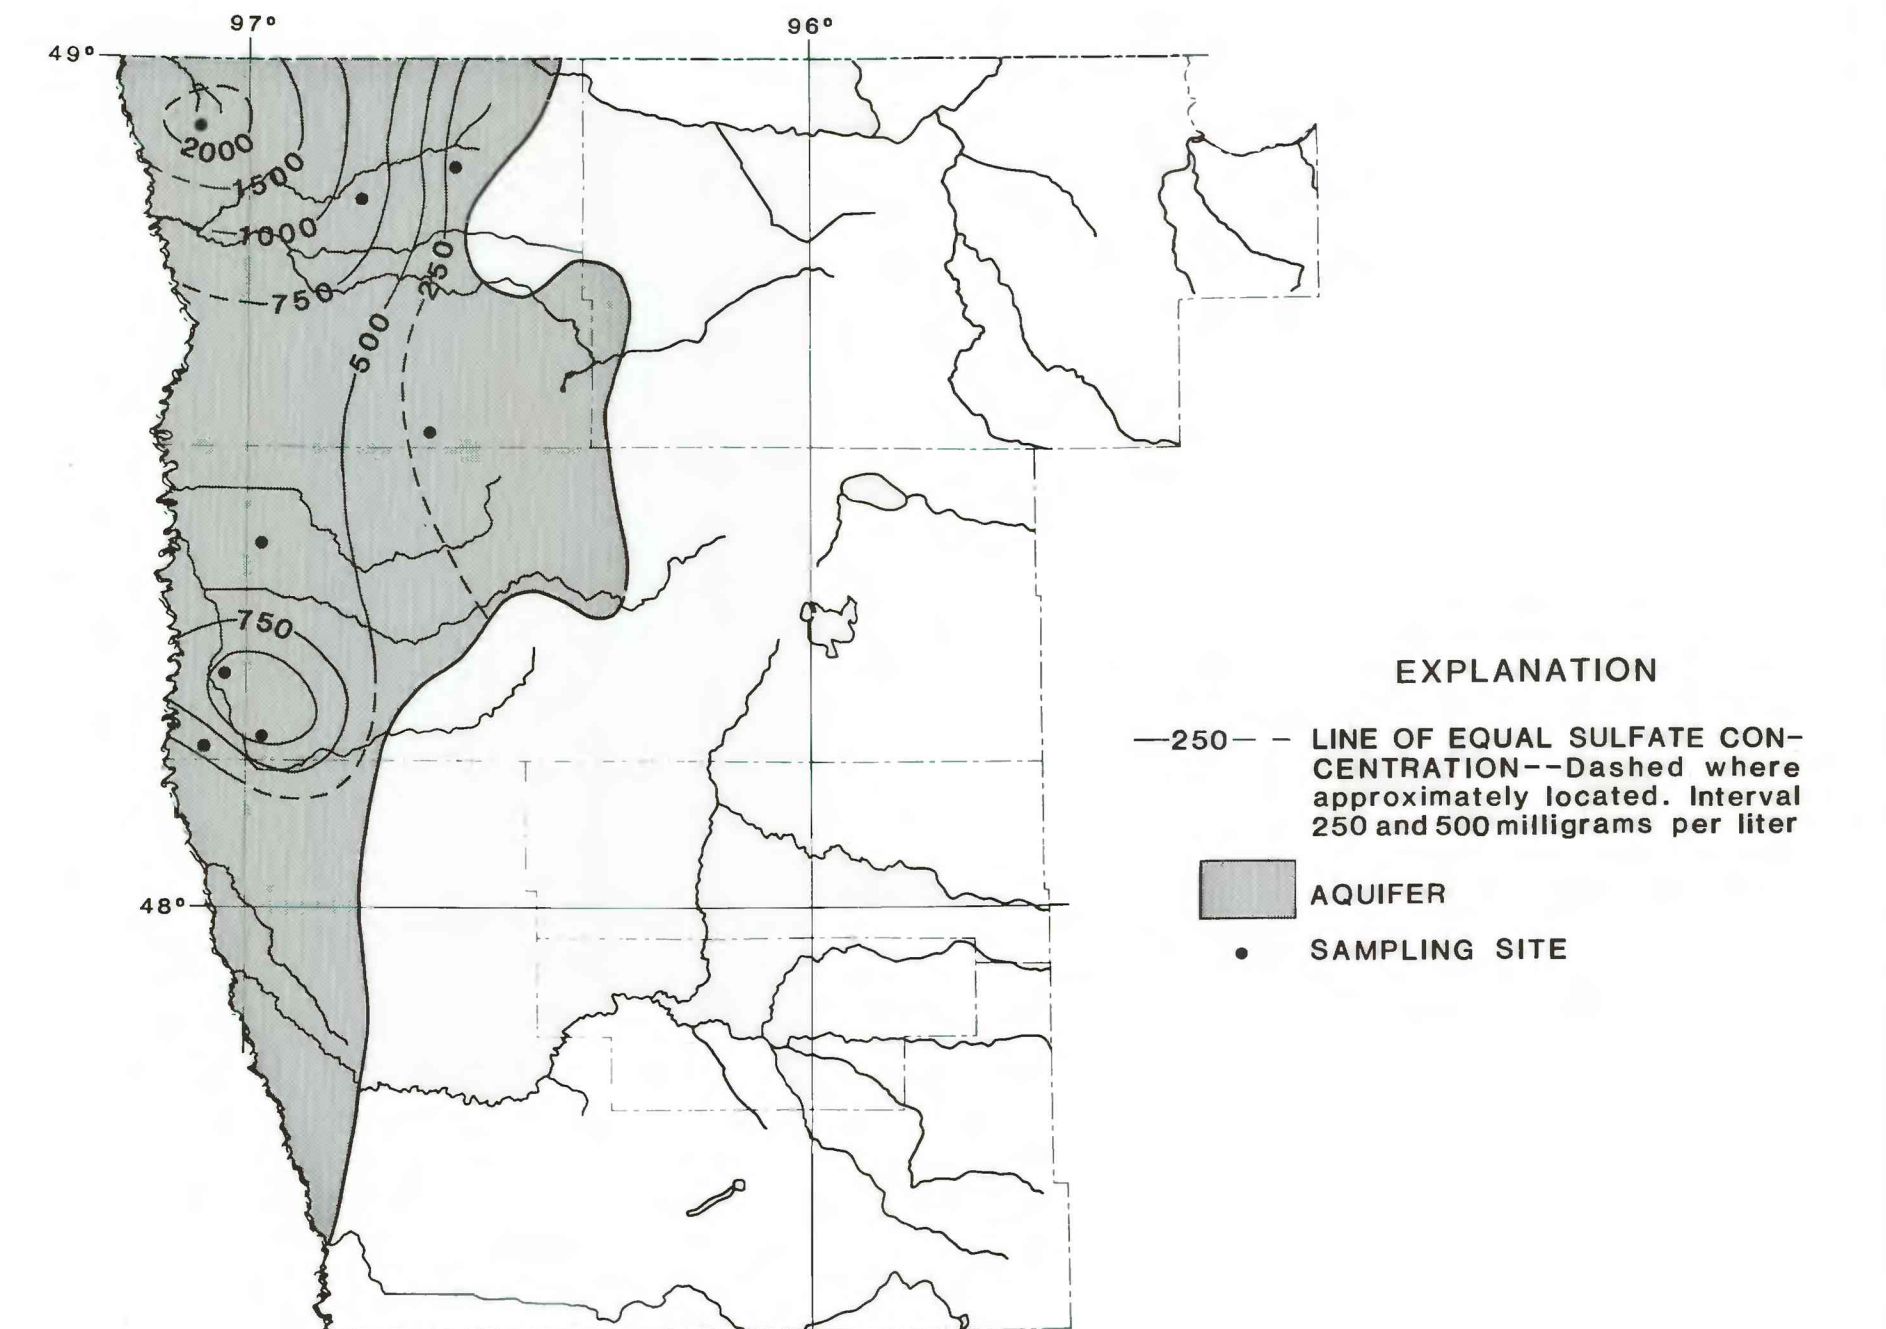 97° 96°
49°
2000
1500
1000
750
250
500
750
48°
EXPLANATION
—250— – LINE OF EQUAL SULFATE CON-
CENTRATION--Dashed where
approximately located. Interval
250 and 500 milligrams per liter
AQUIFER
SAMPLING SITE